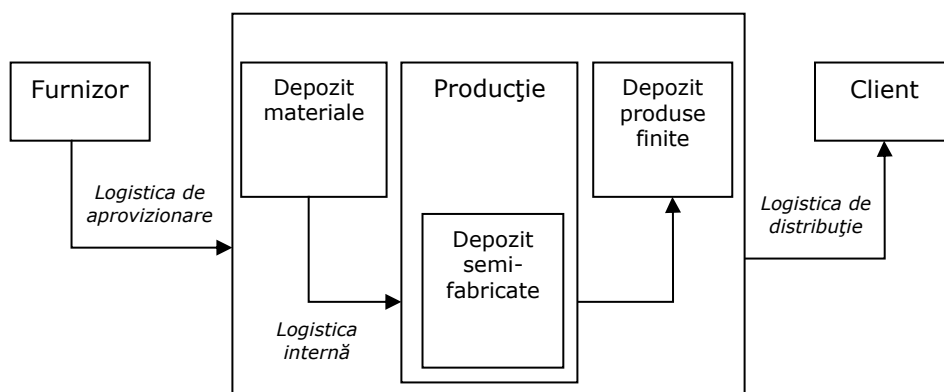 Furnizor
Logistica de
aprovizionare
Depozit
materiale
Logistica
internă
Producţie
Depozit
semi-
fabricate
Depozit
produse
finite
Logistica de
distribuţie
Client